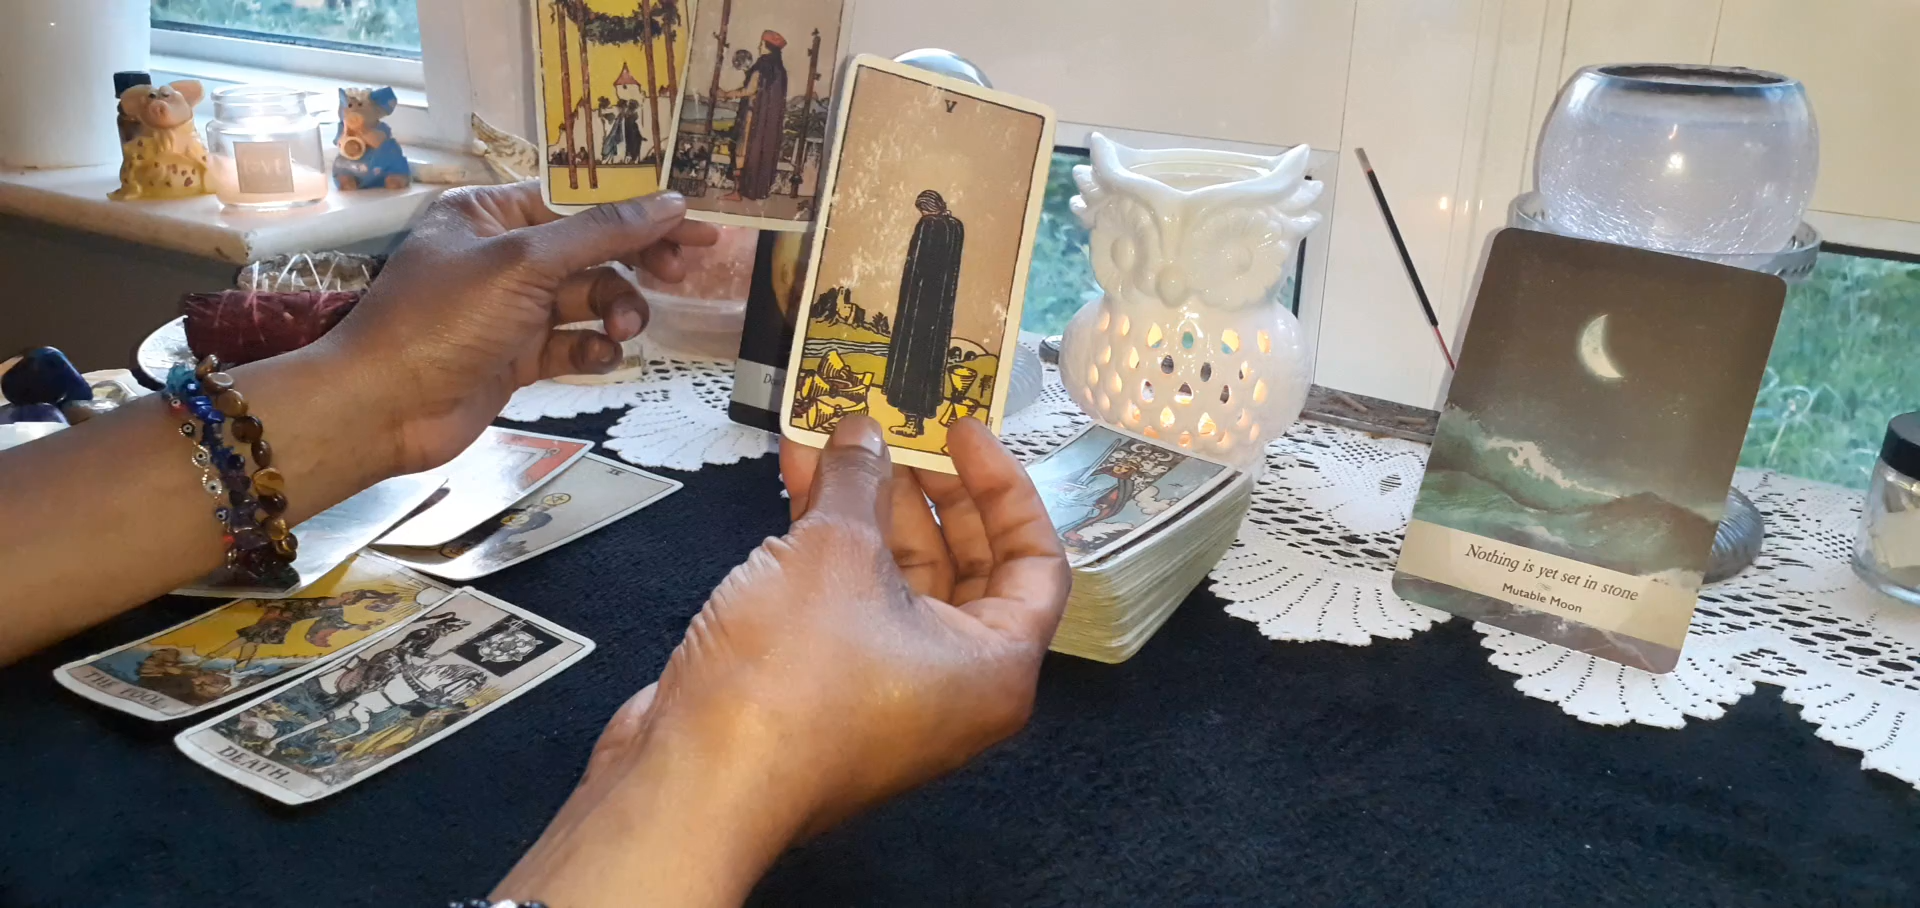 V
THE FOOL.
DEATH.
Nothing is yet set in stone
Mutable Moon